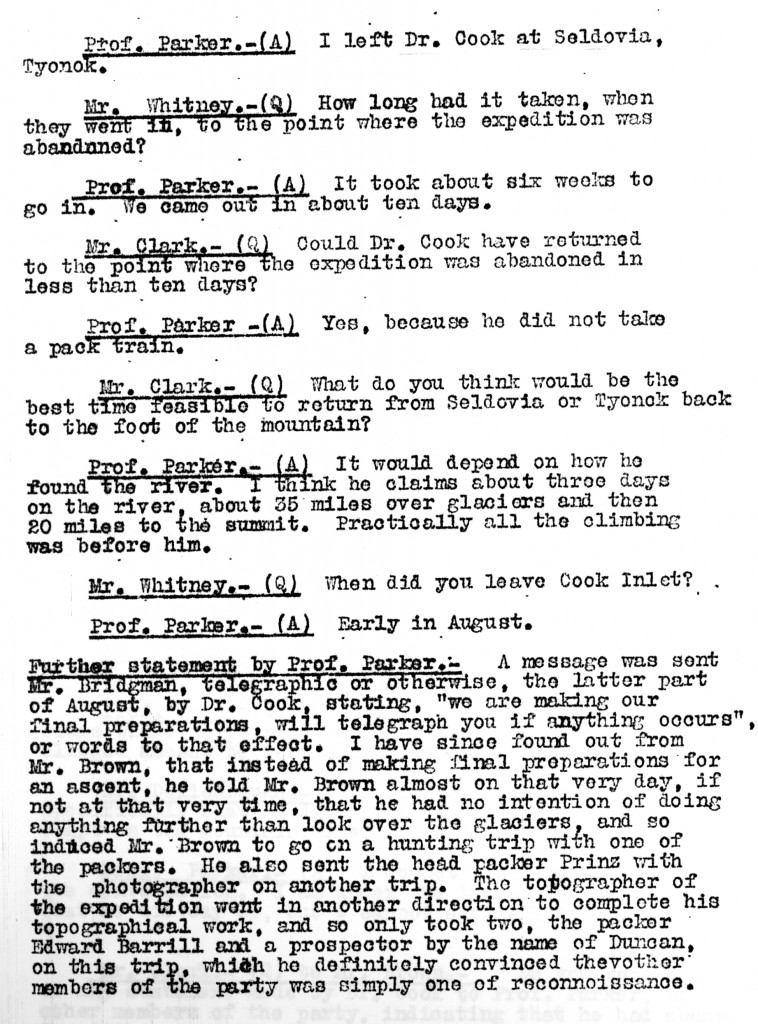 Prof. Parker.-(A) I left Dr. Cook at Seldovia,
Tyonok.
Mr. Whitney.-(Q) How long had it taken, when
they went in, to the point where the expedition was
abandnned?
Prof. Parker.- (A) It took about six weeks to
go in. We came out in about ten days.
Mr. Clark.- (Q) Could Dr. Cook have returned
to the point where the expedition was abandoned in
less than ten days?
Prof. Parker -(A) Yes, because he did not take
a pack train.
Mr. Clark.- (Q) What do you think would be the
best time feasible to return from Seldovia or Tyonok back
to the foot of the mountain?
Prof. Parker.- (A) It would depend on how he
found the river. I think he claims about three days
on the river, about 35 miles over glaciers and then
20 miles to the summit. Practically all the climbing
was before him.
Mr. Whitney.- (Q) When did you leave Cook Inlet?
Prof. Parker.- (A) Early in August.
Further statement by Prof. Parker.- A message was sent
Mr. Bridgman, telegraphic or otherwise, the latter part
of August, by Dr. Cook, stating, "we are making our
final preparations, will telegraph you if anything occurs",
or words to that effect. I have since found out from
Mr. Brown, that instead of making final preparations for
an ascent, he told Mr. Brown almost on that very day, if
not at that very time, that he had no intention of doing
anything further than look over the glaciers, and so
induced Mr. Brown to go on a hunting trip with one of
the packers. He also sent the head packer Prinz with
the photographer on another trip. The topographer of
the expedition went in another direction to complete his
topographical work, and so only took two, the packer
Edward Barrill and a prospector by the name of Duncan,
on this trip, which he definitely convinced thevother
members of the party was simply one of reconnoissance.